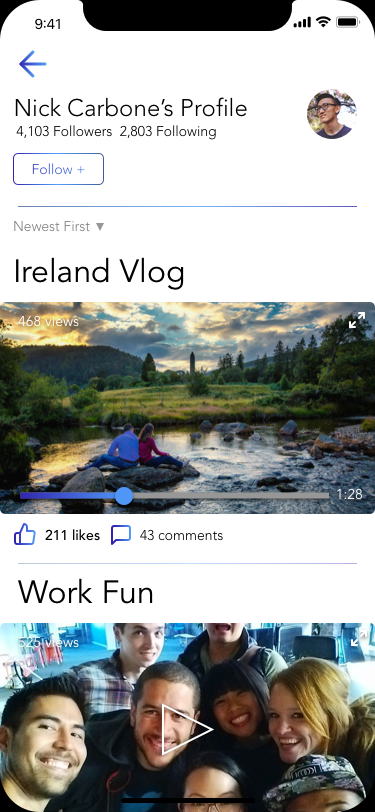 9:41
Nick Carbone’s Profile
4,103 Followers 2,803 Following
Follow +
Newest First ▼
Ireland Vlog
468 views
1:28
211 likes 43 comments
Work Fun
525 views